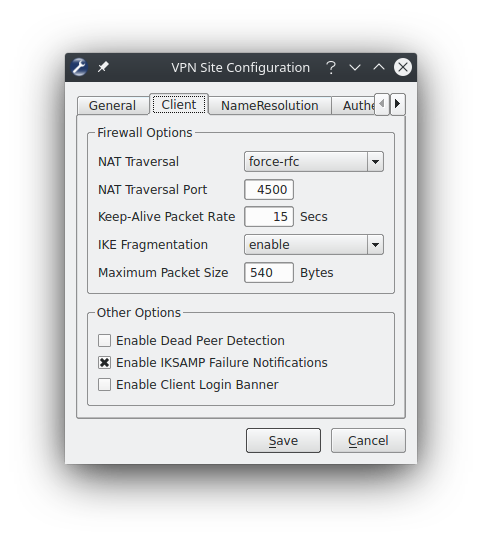 VPN Site Configuration
General Client NameResolution Authe
Firewall Options
NAT Traversal force-rfc
NAT Traversal Port 4500
Keep-Alive Packet Rate 15 Secs
IKE Fragmentation enable
Maximum Packet Size 540 Bytes
Other Options
Enable Dead Peer Detection
Enable IKSAMP Failure Notifications
Enable Client Login Banner
Save Cancel